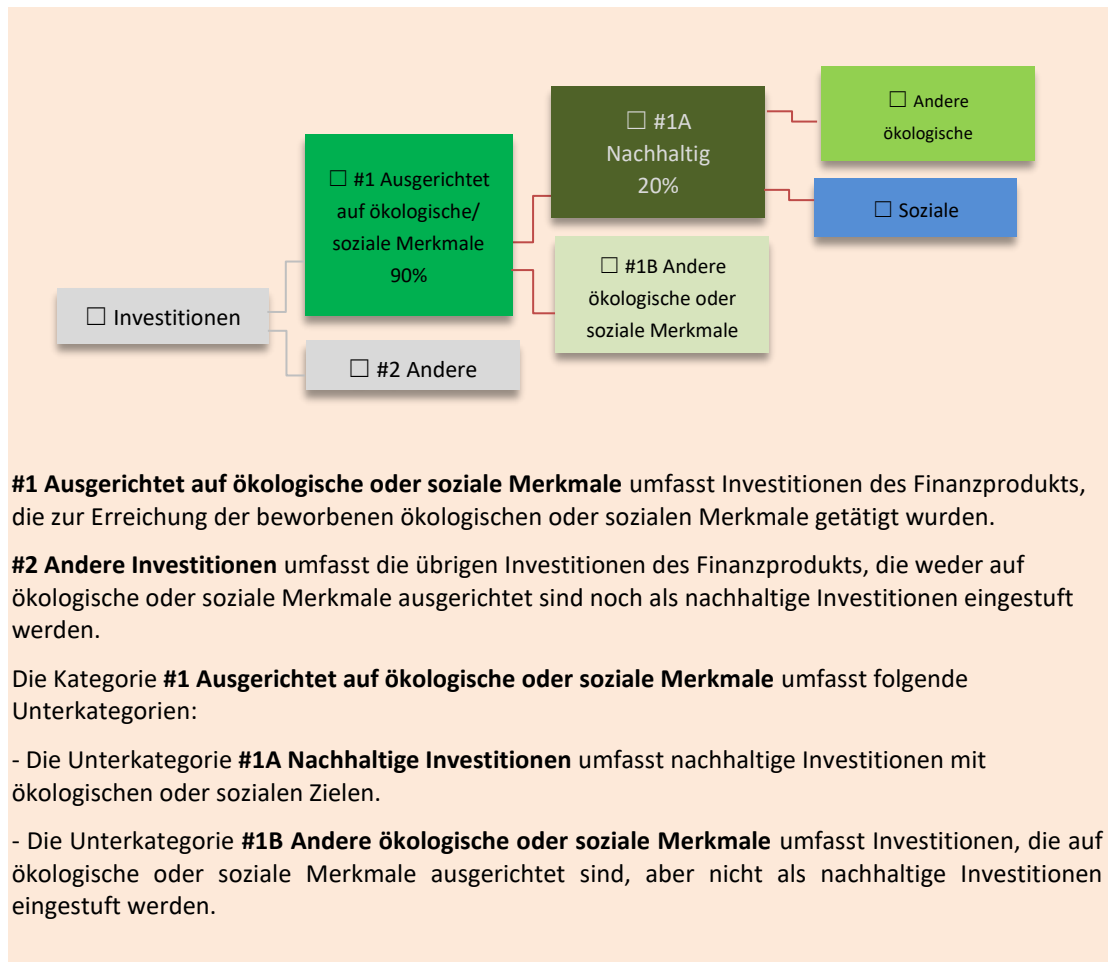 ☐ Investitionen
☐ #1 Ausgerichtet
auf ökologische/
soziale Merkmale
90%
☐ #2 Andere
☐ #1A
Nachhaltig
20%
☐ #1B Andere
ökologische oder
soziale Merkmale
☐ Andere
ökologische
☐ Soziale
#1 Ausgerichtet auf ökologische oder soziale Merkmale umfasst Investitionen des Finanzprodukts,
die zur Erreichung der beworbenen ökologischen oder sozialen Merkmale getätigt wurden.
#2 Andere Investitionen umfasst die übrigen Investitionen des Finanzprodukts, die weder auf
ökologische oder soziale Merkmale ausgerichtet sind noch als nachhaltige Investitionen eingestuft
werden.
Die Kategorie #1 Ausgerichtet auf ökologische oder soziale Merkmale umfasst folgende
Unterkategorien:
- Die Unterkategorie #1A Nachhaltige Investitionen umfasst nachhaltige Investitionen mit
ökologischen oder sozialen Zielen.
- Die Unterkategorie #1B Andere ökologische oder soziale Merkmale umfasst Investitionen, die auf
ökologische oder soziale Merkmale ausgerichtet sind, aber nicht als nachhaltige Investitionen
eingestuft werden.